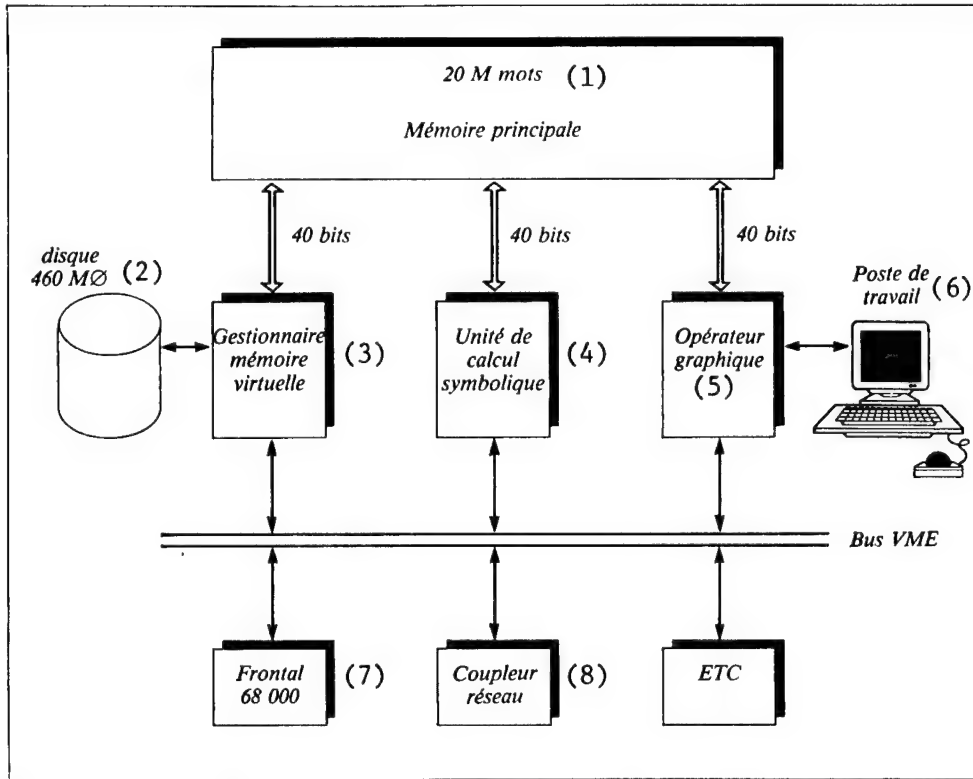 20 M mots (1)
Mémoire principale
40 bits
40 bits
40 bits
disque
460 MØ (2)
Gestionnaire
mémoire
virtuelle
(3)
Unité de
calcul
symbolique
(4)
Opérateur
graphique
(5)
Poste de
travail (6)
Bus VME
Frontal
68 000
(7)
Coupleur
réseau
(8)
ETC